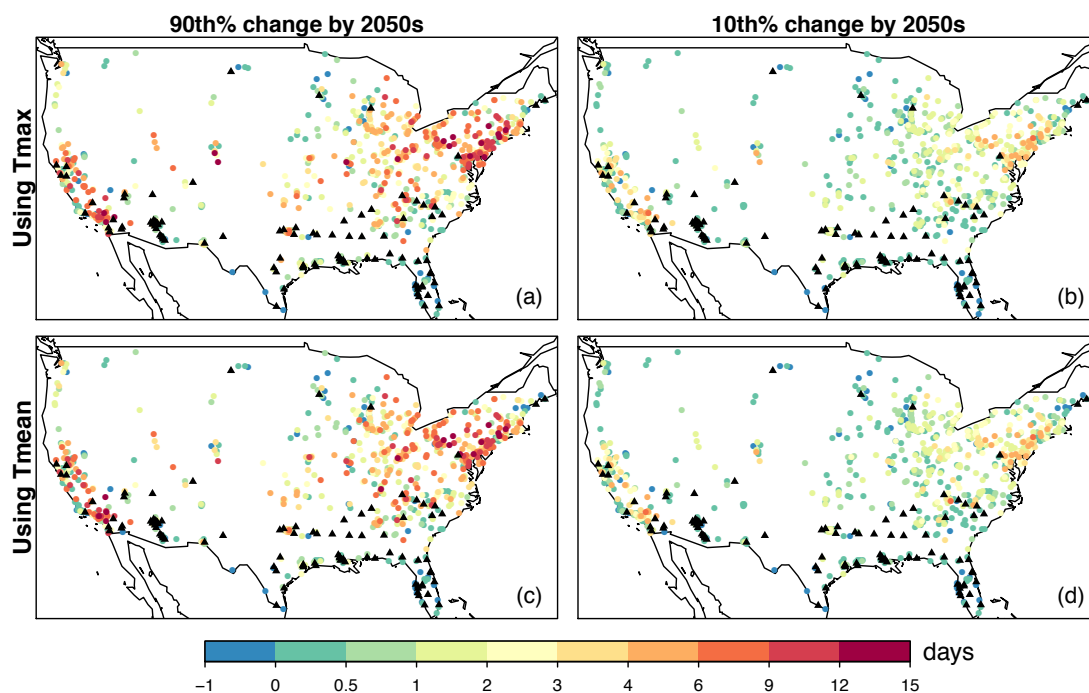 90th% change by 2050s
10th% change by 2050s
Using Tmax
(a)
(b)
Using Tmean
(c)
(d)
days
−1 0 0.5 1 2 3 4 6 9 12 15